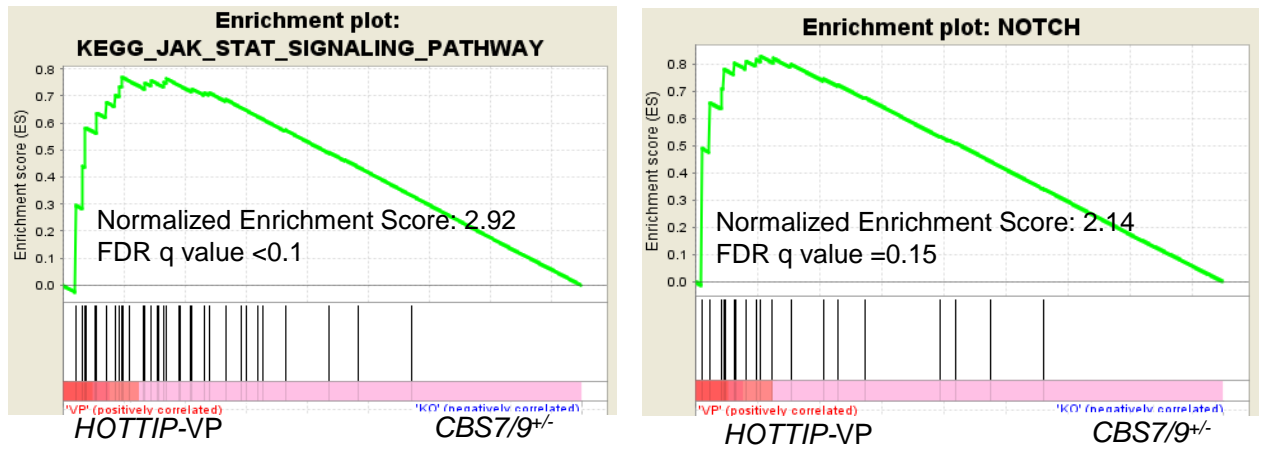 Enrichment plot:
KEGG_JAK_STAT_SIGNALING_PATHWAY
Enrichment score (ES)
0.8
0.7
0.6
0.5
0.4
0.3
0.2
0.1
0.0
Normalized Enrichment Score: 2.92
FDR q value <0.1
'VP' (positively correlated)
'KO' (negatively correlated)
HOTTIP-VP
CBS7/9+/-
Enrichment plot: NOTCH
Enrichment score (ES)
0.8
0.7
0.6
0.5
0.4
0.3
0.2
0.1
0.0
Normalized Enrichment Score: 2.14
FDR q value =0.15
'VP' (positively correlated)
'KO' (negatively correlated)
HOTTIP-VP
CBS7/9+/-